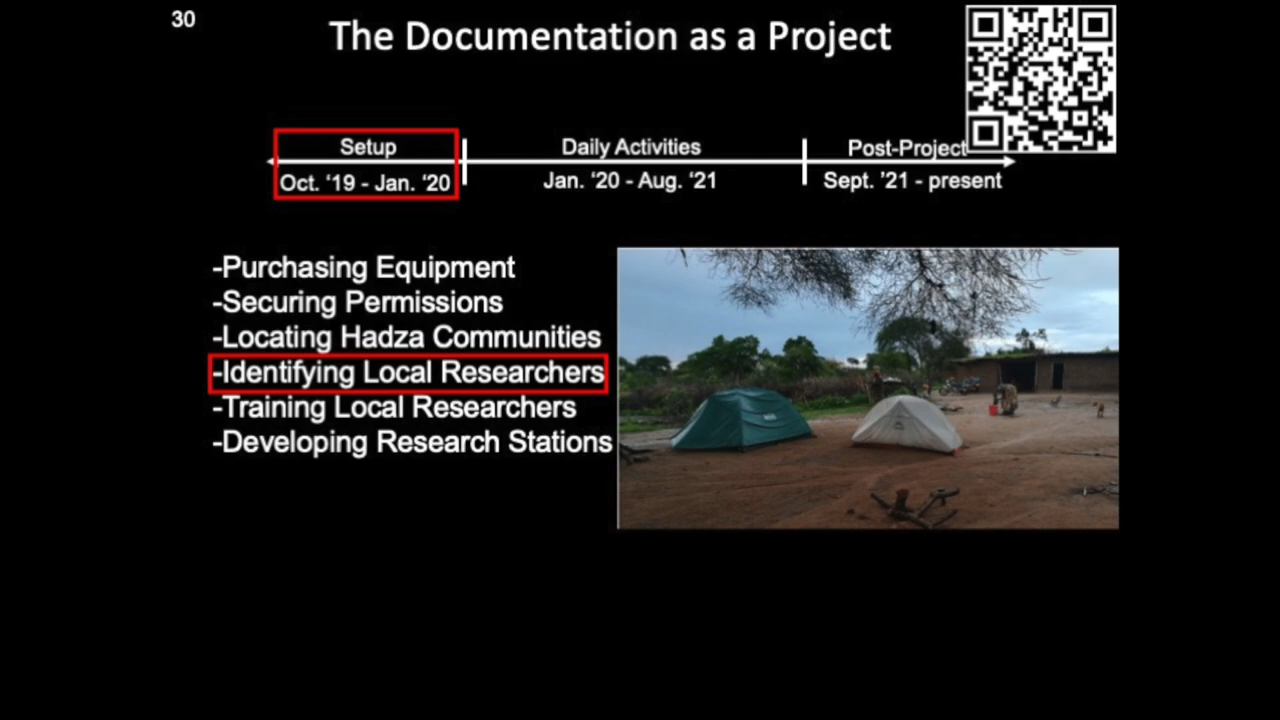 30
The Documentation as a Project
Setup
Daily Activities
Post-Project
Oct. ‘19 - Jan. ‘20
Jan. ‘20 - Aug. ‘21
Sept. ’21 - present
-Purchasing Equipment
-Securing Permissions
-Locating Hadza Communities
-Identifying Local Researchers
-Training Local Researchers
-Developing Research Stations